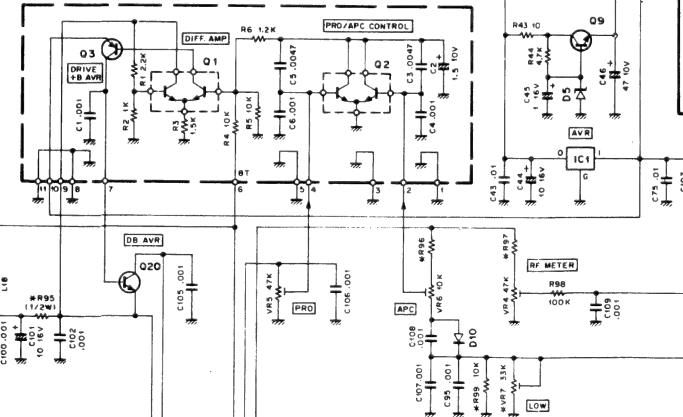 PRO/APC CONTROL
R43 10
Q9
R6 1.2K
DIFF. AMP
Q3
Q1
Q2
R44
4.7K
DRIVE
+B AVR
R1 2.2K
C5 .0047
C3 .0047
C2 1.5 10V
C45
1 16V
D5
C46
47 10V
C1 .001
R2 1K
R3
1.5K
R4 10K
R5 10K
C6 .001
C4 .001
AVR
O
IC1
I
G
8T
11
10
9
8
7
6
5
4
3
2
1
C43 .01
C44
10 16V
C75 .01
DB AVR
Q20
C105 .001
VR5 47K
PRO
C106 .001
APC
*R96
VR6 10K
*R97
VR4 47K
RF METER
R98
100K
C109
.001
L18
*R95
(1/2W)
C100 .001
C101
10 16V
C102
.001
C108
.001
D10
C107 .001
C95 .001
*R99 10K
*VR7 33K
LOW